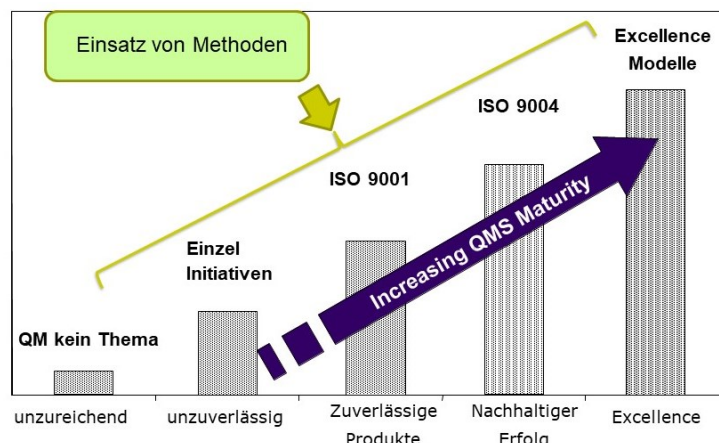 Einsatz von Methoden
Excellence
Modelle
ISO 9004
ISO 9001
Einzel
Initiativen
QM kein Thema
Increasing QMS Maturity
unzureichend
unzuverlässig
Zuverlässige
Produkte
Nachhaltiger
Erfolg
Excellence